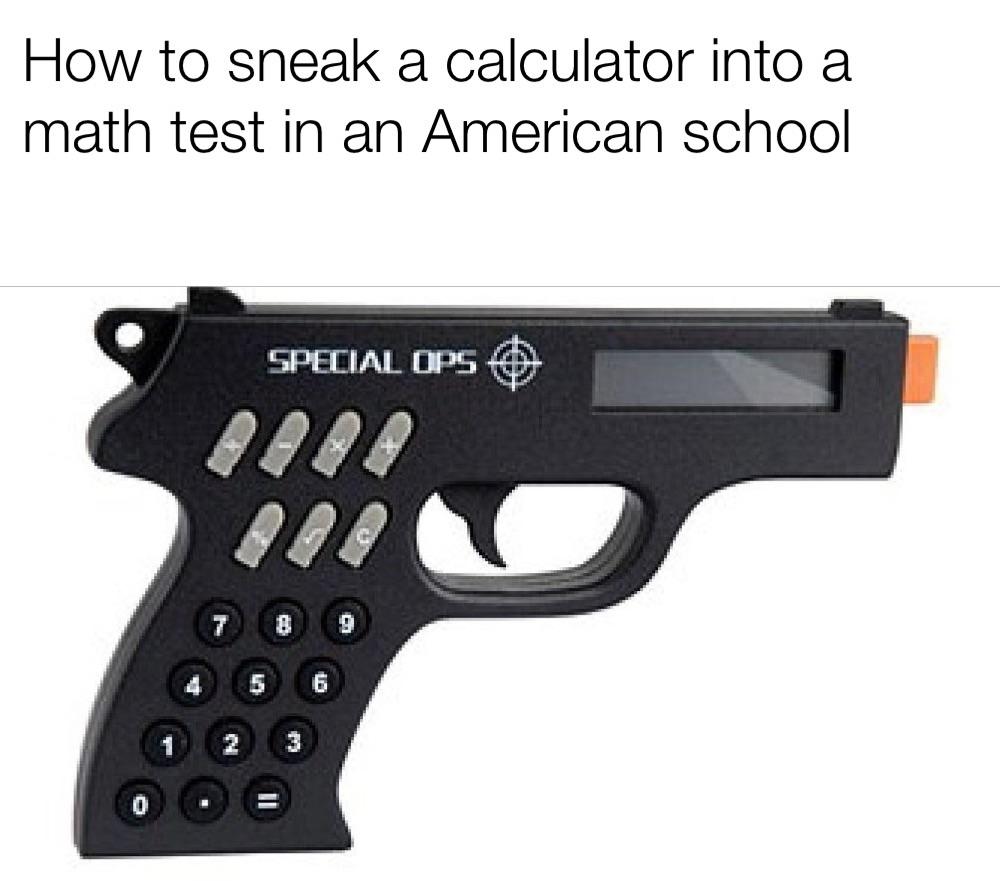 How to sneak a calculator into a
math test in an American school
SPECIAL OPS
+ - × ÷
% √ C
7 8 9
4 5 6
1 2 3
0 . =